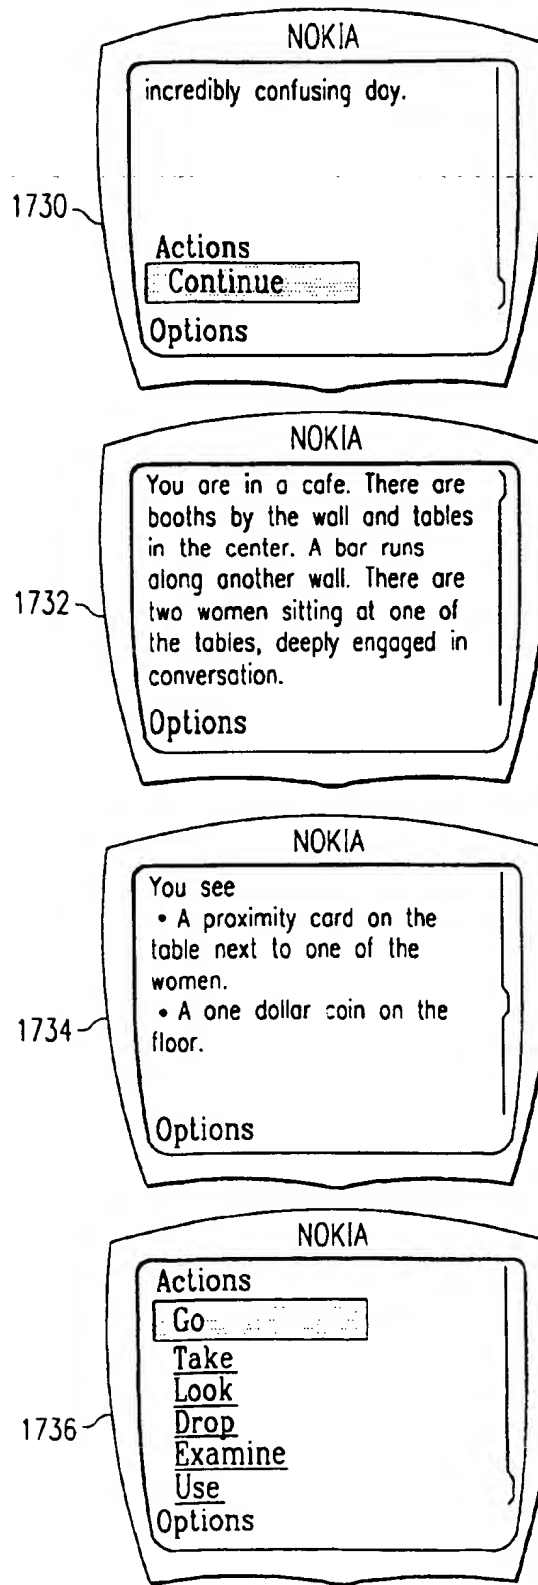 NOKIA
incredibly confusing day.
1730
Actions
Continue
Options
NOKIA
You are in a cafe. There are
booths by the wall and tables
in the center. A bar runs
along another wall. There are
1732
two women sitting at one of
the tables, deeply engaged in
conversation.
Options
NOKIA
You see
• A proximity card on the
table next to one of the
women.
• A one dollar coin on the
1734
floor.
Options
NOKIA
Actions
Go
Take
Look
Drop
1736
Examine
Use
Options